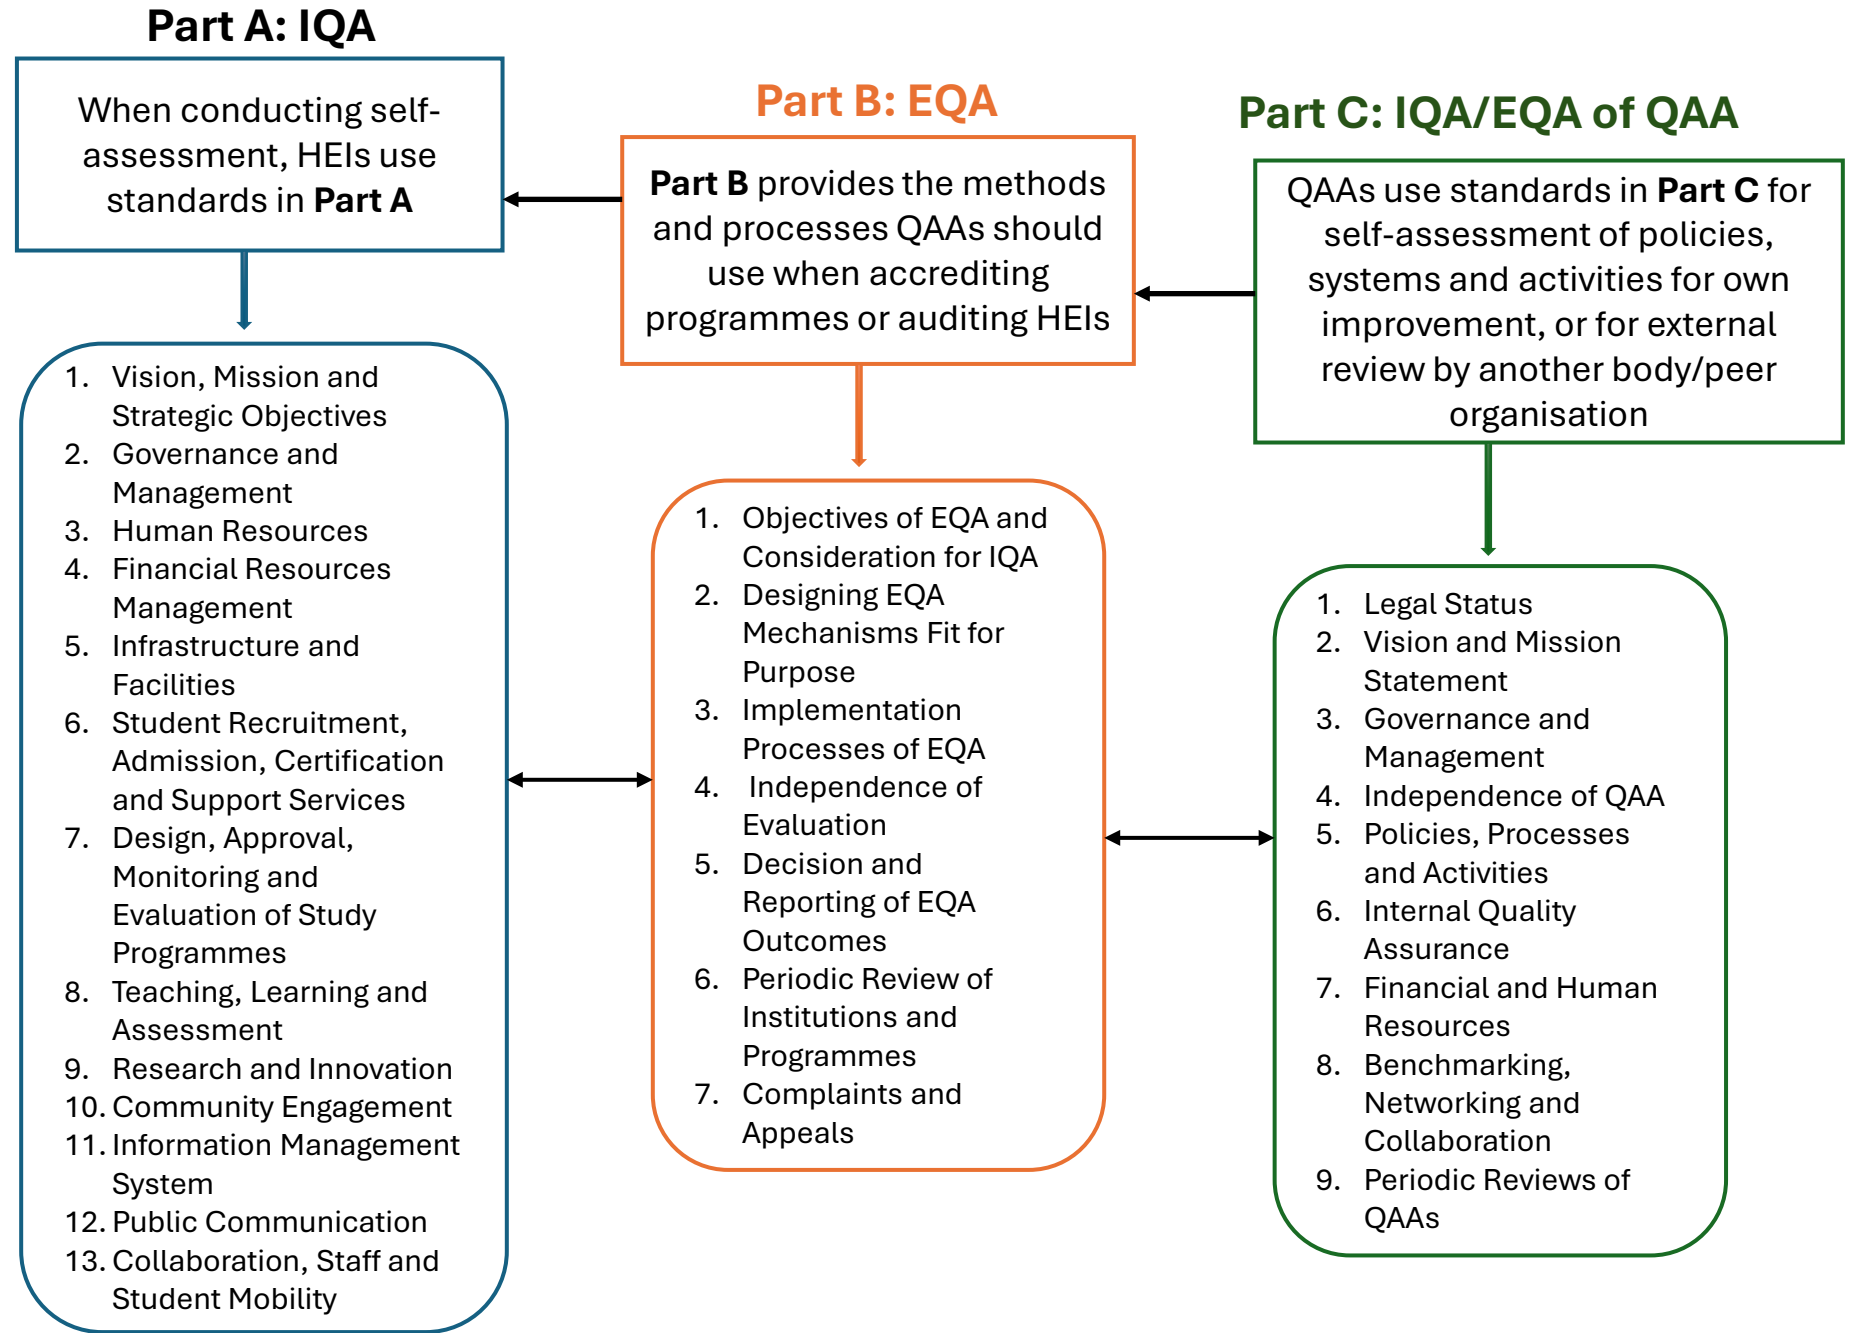 Part A: IQA
When conducting self-
assessment, HEIs use
standards in Part A
1. Vision, Mission and
Strategic Objectives
2. Governance and
Management
3. Human Resources
4. Financial Resources
Management
5. Infrastructure and
Facilities
6. Student Recruitment,
Admission, Certification
and Support Services
7. Design, Approval,
Monitoring and
Evaluation of Study
Programmes
8. Teaching, Learning and
Assessment
9. Research and Innovation
10. Community Engagement
11. Information Management
System
12. Public Communication
13. Collaboration, Staff and
Student Mobility
Part B: EQA
Part B provides the methods
and processes QAAs should
use when accrediting
programmes or auditing HEIs
1. Objectives of EQA and
Consideration for IQA
2. Designing EQA
Mechanisms Fit for
Purpose
3. Implementation
Processes of EQA
4. Independence of
Evaluation
5. Decision and
Reporting of EQA
Outcomes
6. Periodic Review of
Institutions and
Programmes
7. Complaints and
Appeals
Part C: IQA/EQA of QAA
QAAs use standards in Part C for
self-assessment of policies,
systems and activities for own
improvement, or for external
review by another body/peer
organisation
1. Legal Status
2. Vision and Mission
Statement
3. Governance and
Management
4. Independence of QAA
5. Policies, Processes
and Activities
6. Internal Quality
Assurance
7. Financial and Human
Resources
8. Benchmarking,
Networking and
Collaboration
9. Periodic Reviews of
QAAs